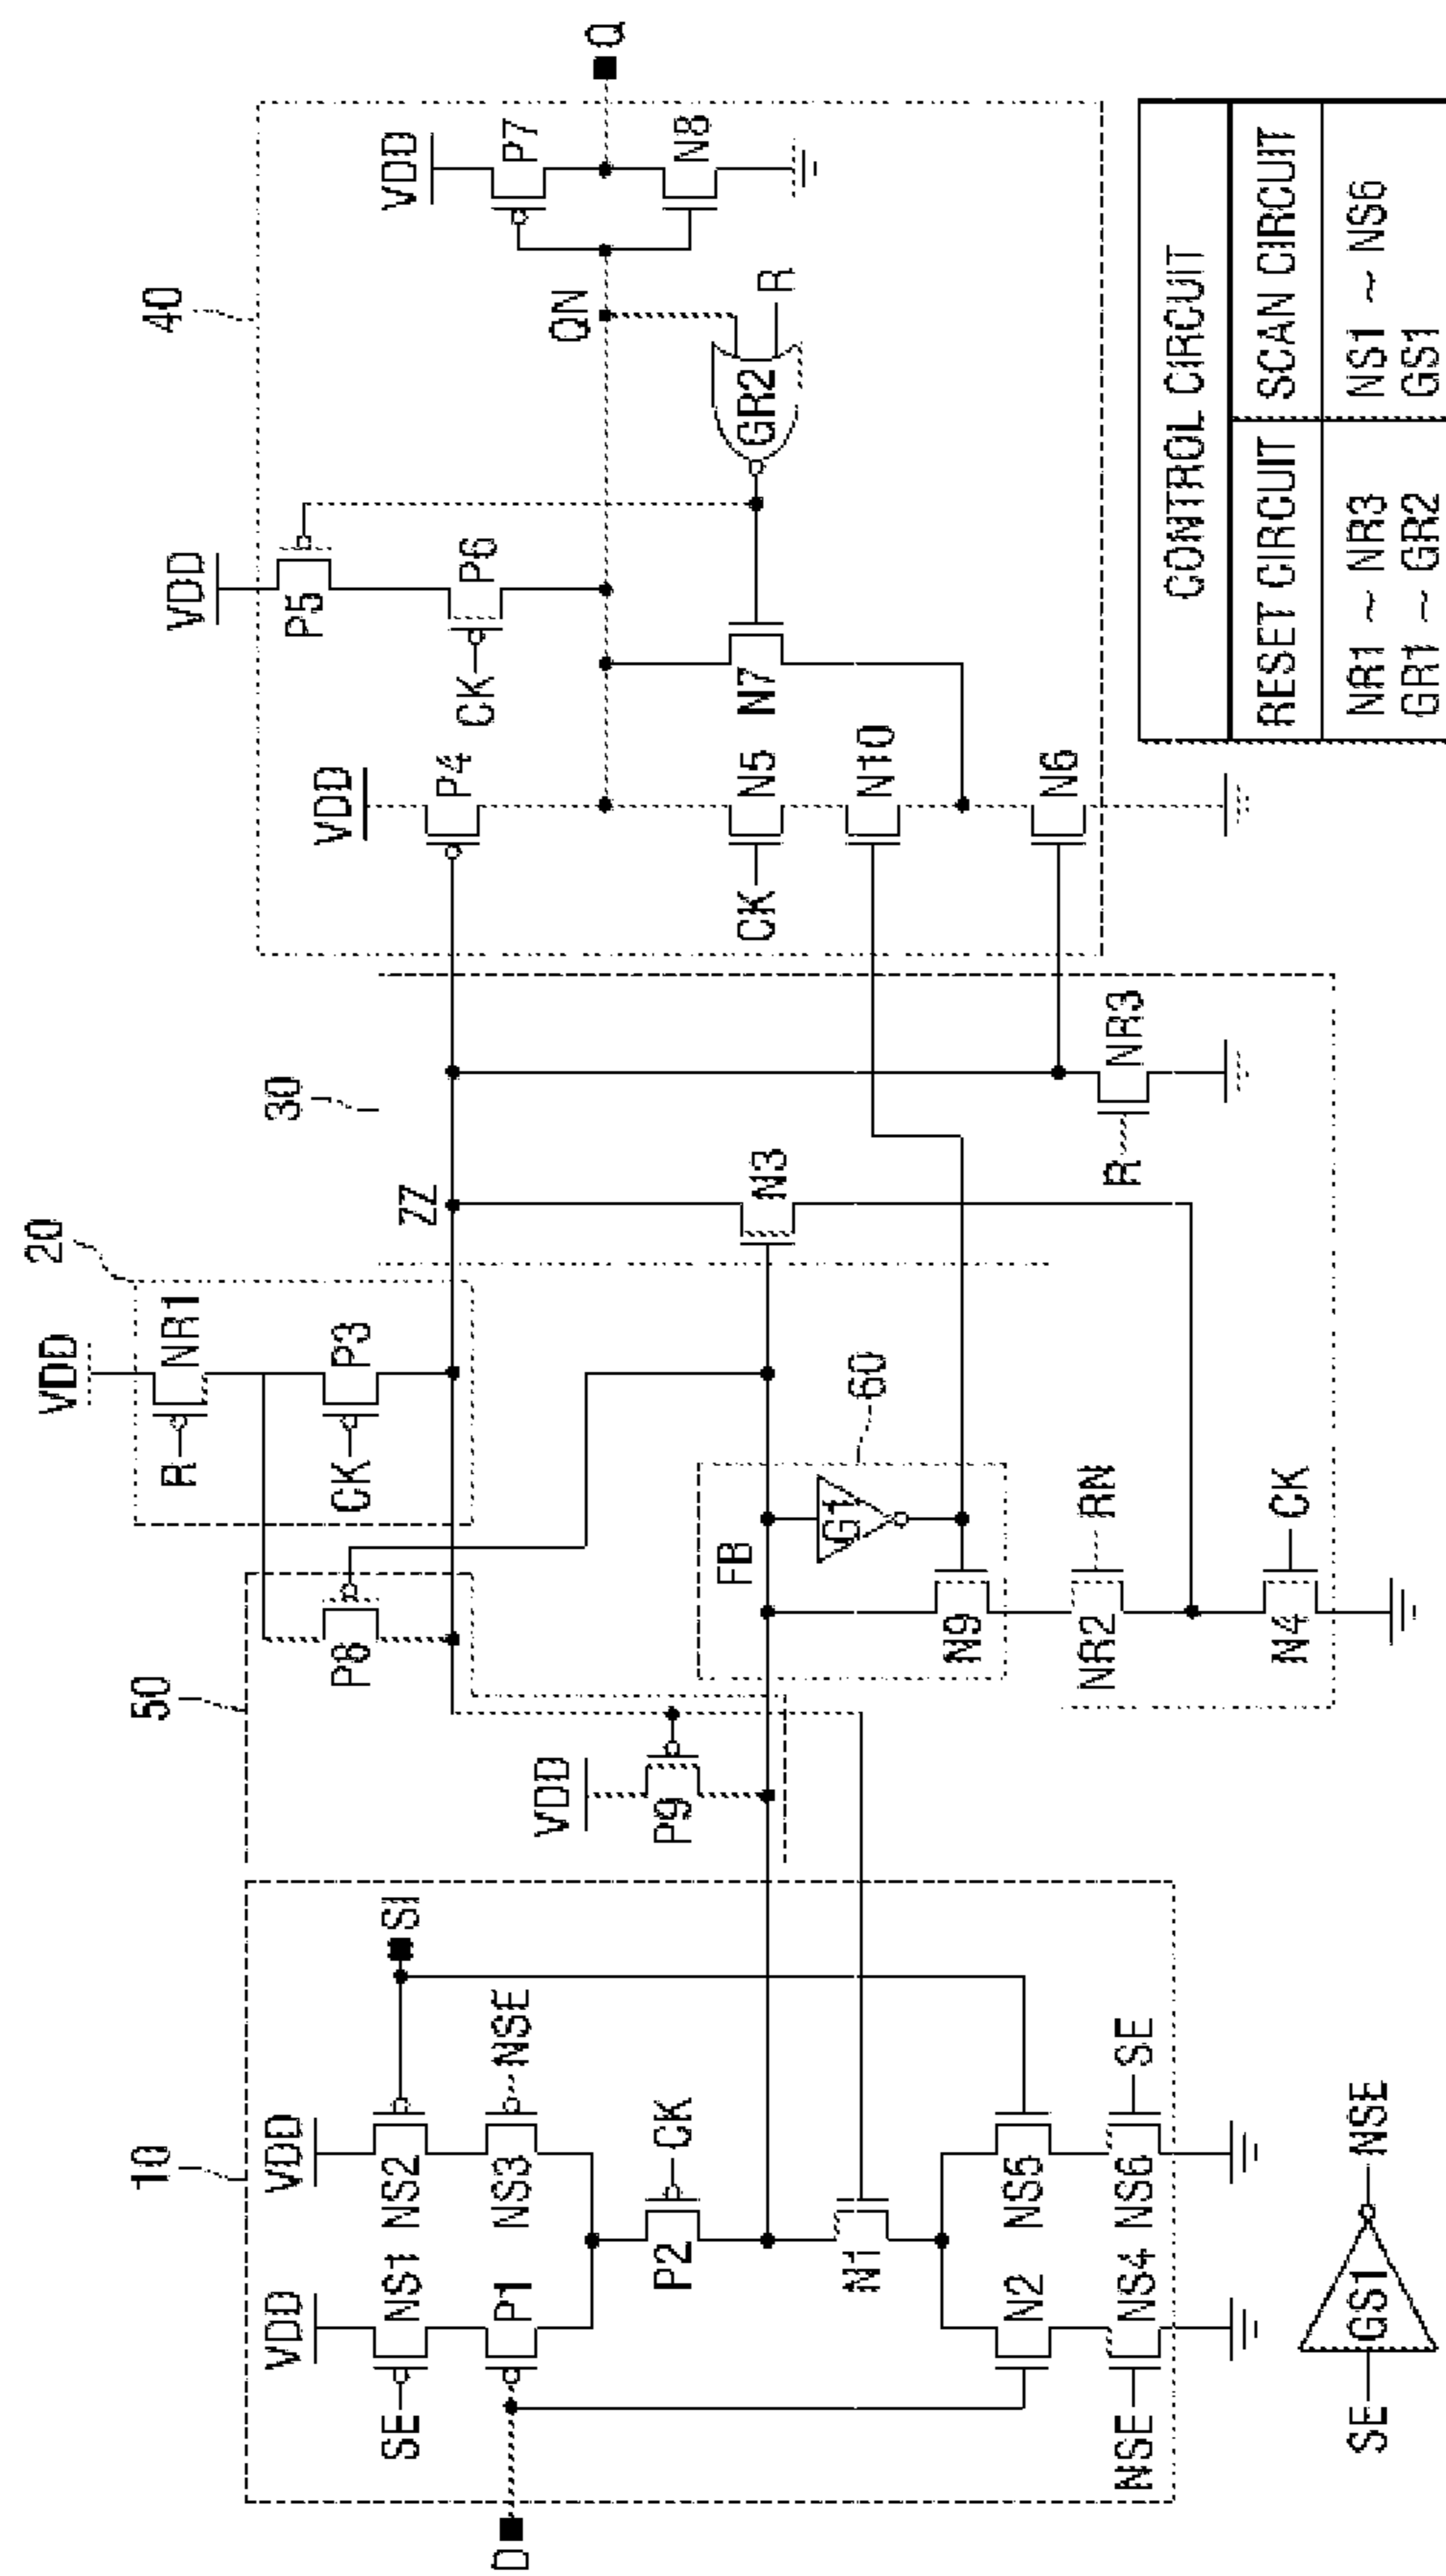 10
20
30
40
50
60
VDD
VDD
SE
NS1
NS2
SI
D
P1
NS3
NSE
P2
CK
N1
N2
NS5
NSE
NS4
NS6
SE
SE
GS1
NSE
VDD
P9
P8
VDD
R
NR1
CK
P3
ZZ
FB
G1
N9
NR2
RN
N4
CK
N3
R
NR3
VDD
P4
CK
N5
N10
N6
VDD
P5
CK
P6
N7
GR2
R
QN
VDD
P7
N8
Q
CONTROL CIRCUIT
RESET CIRCUIT SCAN CIRCUIT
NR1 ~ NR3 NS1 ~ NS6
GR1 ~ GR2 GS1